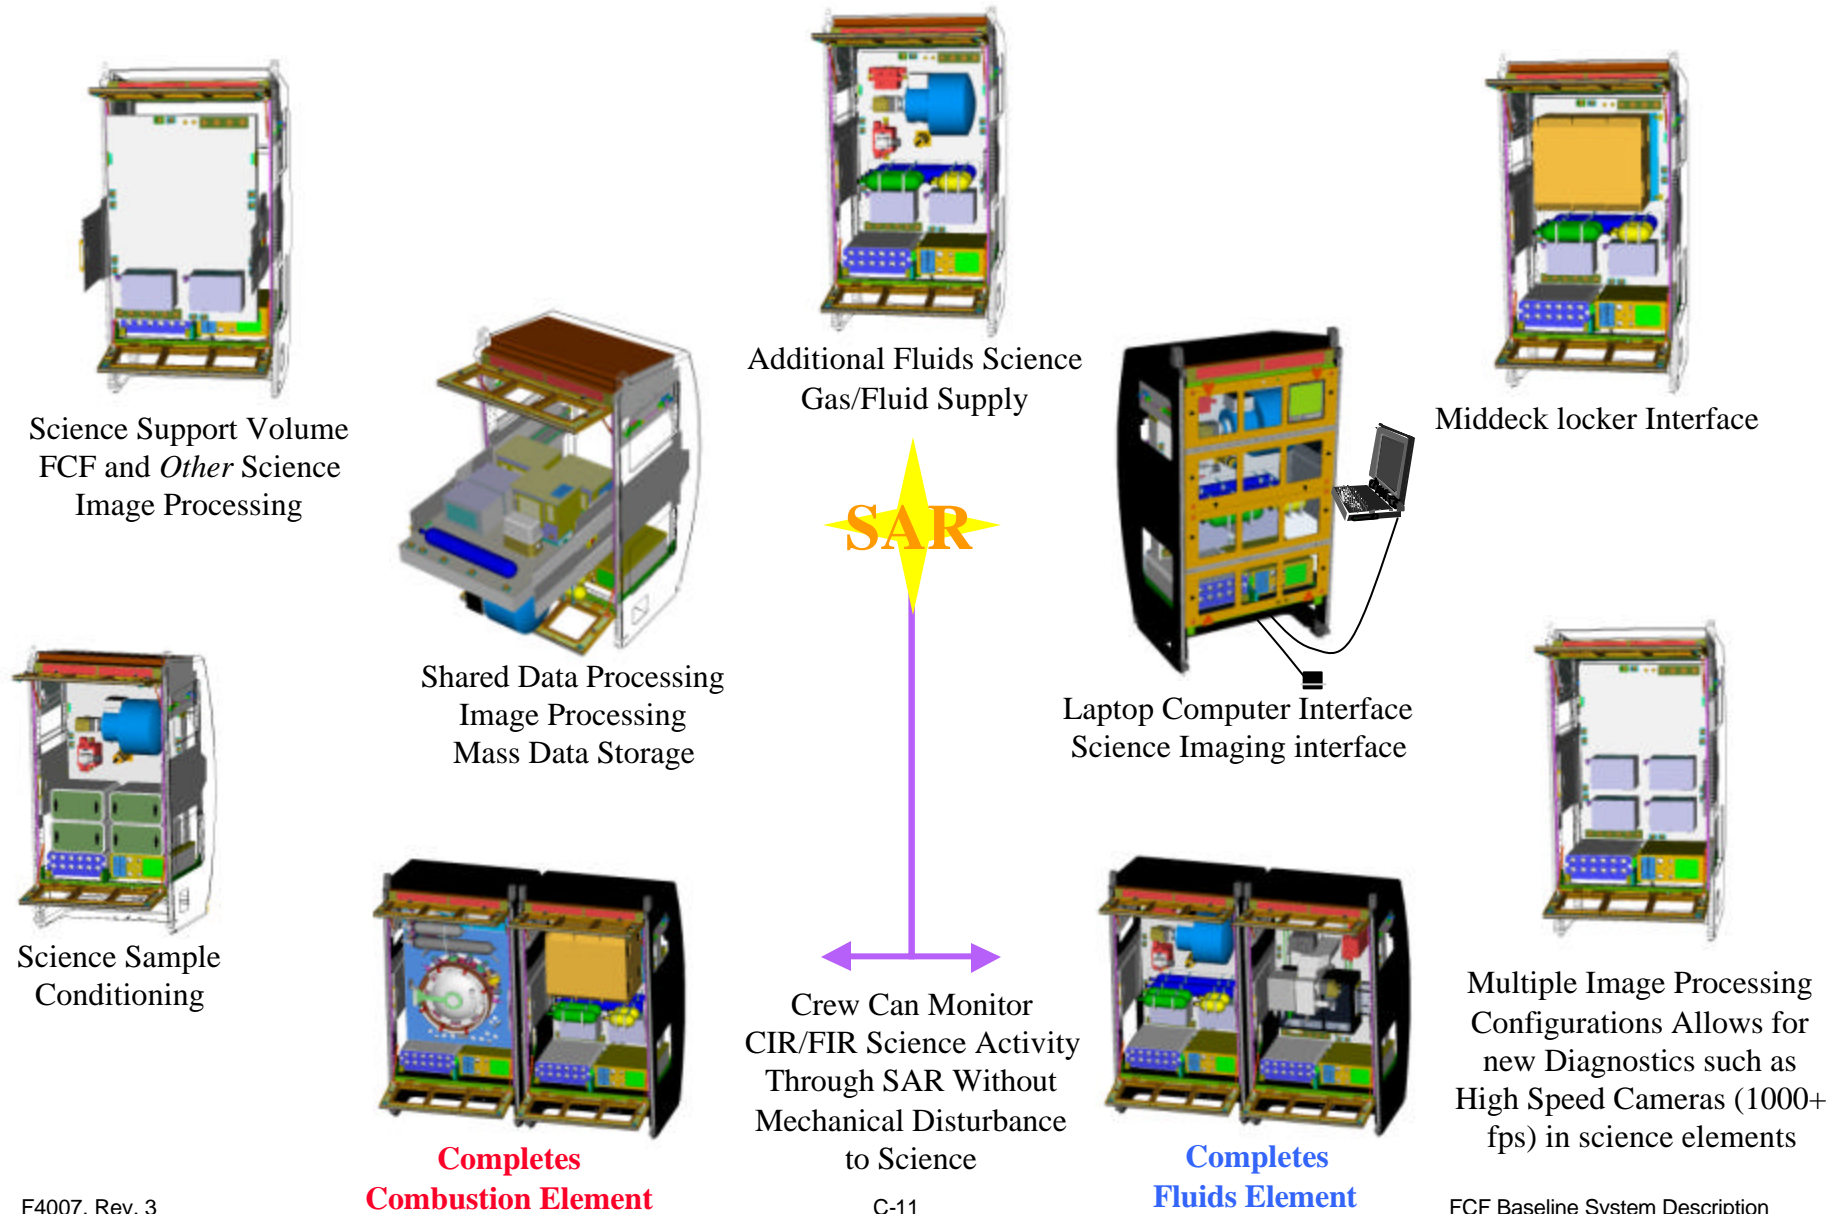 Additional Fluids Science
Gas/Fluid Supply
Middeck locker Interface
Science Support Volume
FCF and Other Science
Image Processing
SAR
Shared Data Processing
Image Processing
Mass Data Storage
Laptop Computer Interface
Science Imaging interface
Science Sample
Conditioning
Crew Can Monitor
CIR/FIR Science Activity
Through SAR Without
Mechanical Disturbance
to Science
Multiple Image Processing
Configurations Allows for
new Diagnostics such as
High Speed Cameras (1000+
fps) in science elements
Completes
Combustion Element
Completes
Fluids Element
F4007, Rev. 3
C-11
FCF Baseline System Description